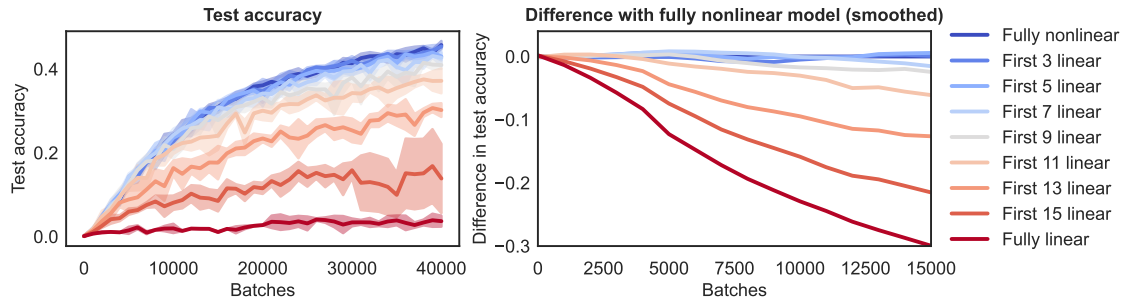 Test accuracy
Test accuracy
0.4
0.2
0.0
0
10000
20000
30000
40000
Batches
Difference with fully nonlinear model (smoothed)
Difference in test accuracy
0.0
−0.1
−0.2
−0.3
0
2500
5000
7500
10000
12500
15000
Batches
Fully nonlinear
First 3 linear
First 5 linear
First 7 linear
First 9 linear
First 11 linear
First 13 linear
First 15 linear
Fully linear